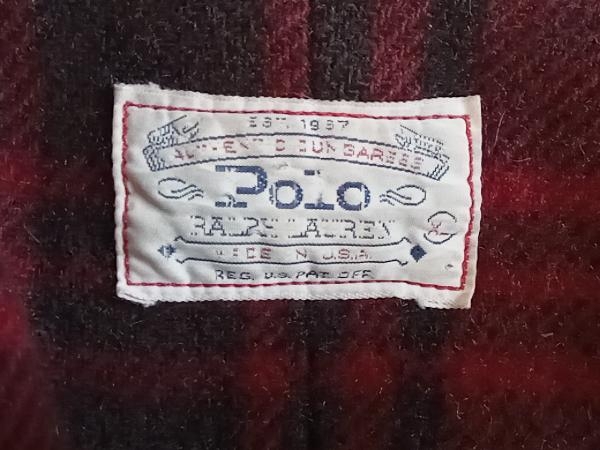 EST. 1967
AUTHENTIC DUNGAREES
Polo
RALPH LAUREN
X
MADE IN U.S.A.
REG. U.S. PAT. OFF.